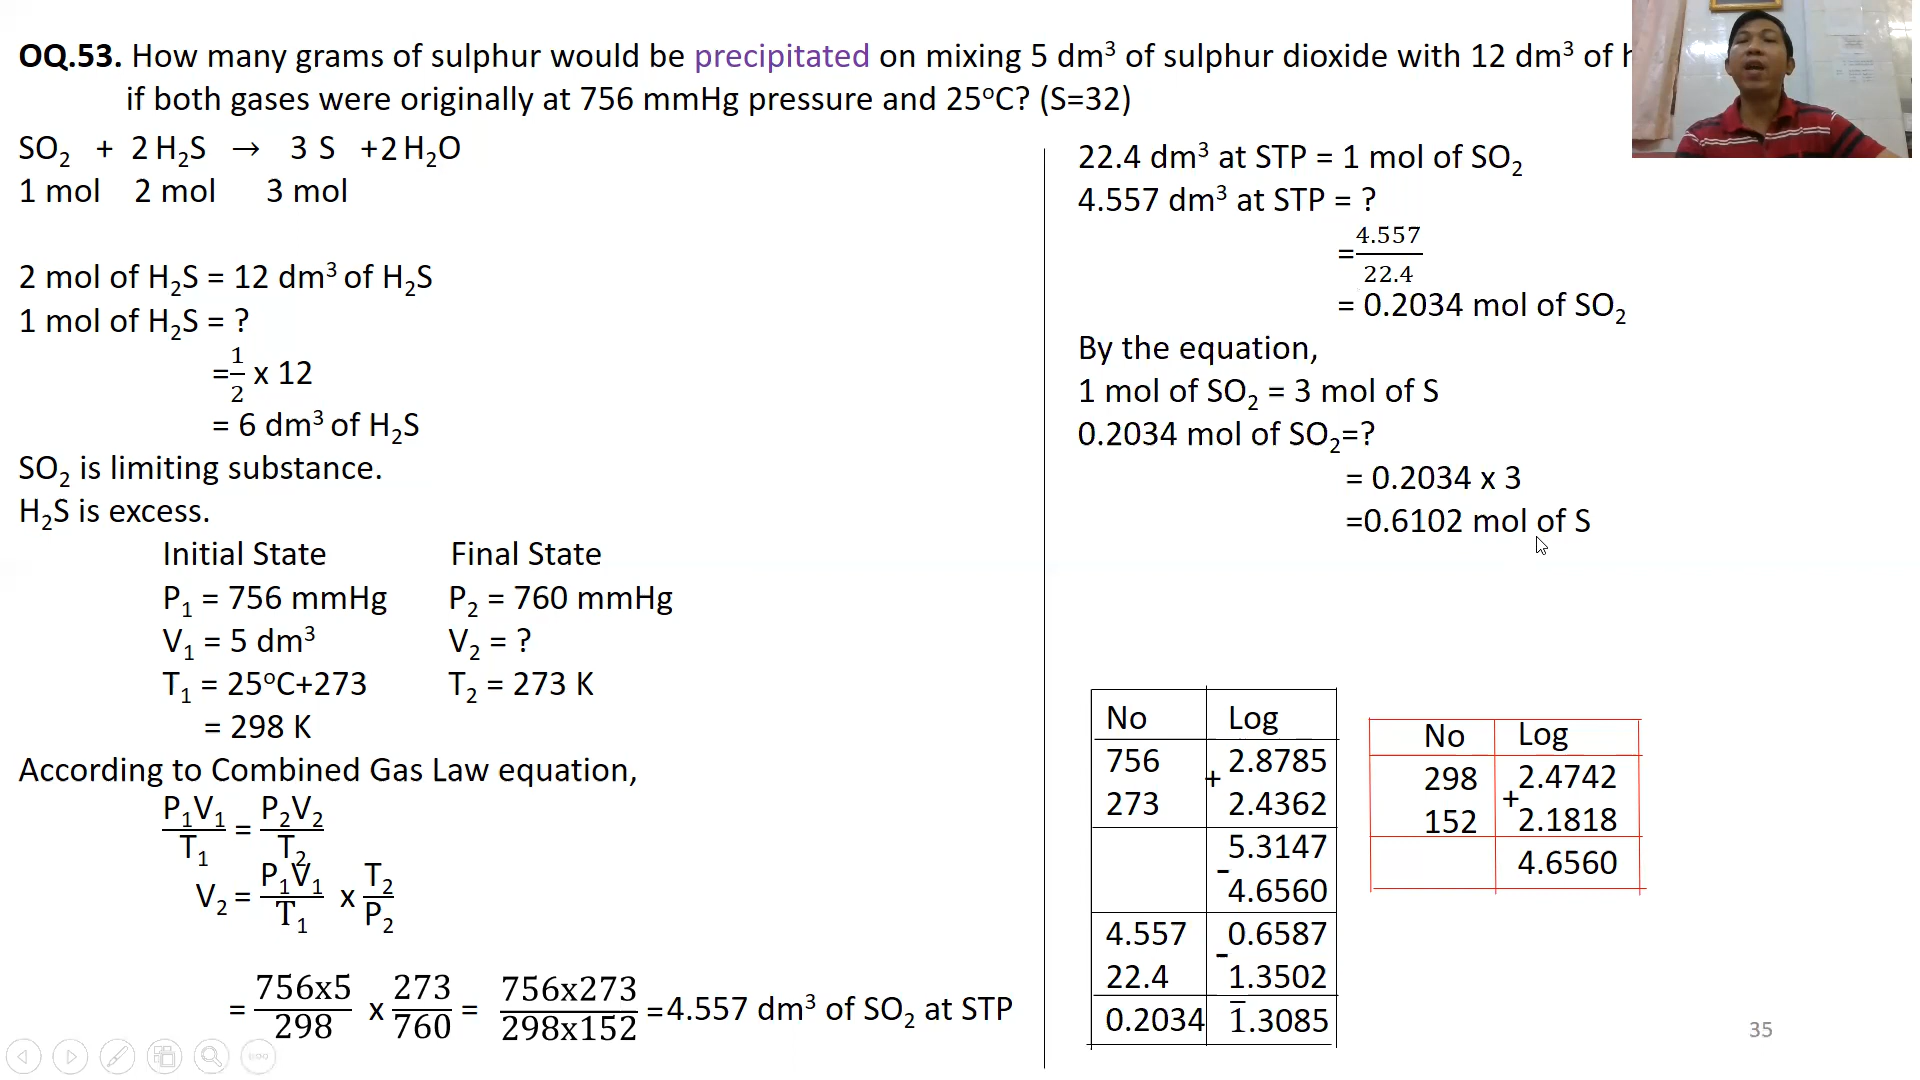 OQ.53. How many grams of sulphur would be precipitated on mixing 5 dm³ of sulphur dioxide with 12 dm³ of
if both gases were originally at 756 mmHg pressure and 25°C? (S=32)
SO₂ + 2 H₂S → 3 S +2 H₂O
1 mol 2 mol 3 mol
2 mol of H₂S = 12 dm³ of H₂S
1 mol of H₂S = ?
=1/2 x 12
= 6 dm³ of H₂S
SO₂ is limiting substance.
H₂S is excess.
Initial State Final State
P₁ = 756 mmHg P₂ = 760 mmHg
V₁ = 5 dm³ V₂ = ?
T₁ = 25°C+273 T₂ = 273 K
= 298 K
According to Combined Gas Law equation,
P₁V₁/T₁ = P₂V₂/T₂
V₂ = P₁V₁/T₁ x T₂/P₂
= 756x5/298 x 273/760 = 756x273/298x152 = 4.557 dm³ of SO₂ at STP
22.4 dm³ at STP = 1 mol of SO₂
4.557 dm³ at STP = ?
=4.557/22.4
= 0.2034 mol of SO₂
By the equation,
1 mol of SO₂ = 3 mol of S
0.2034 mol of SO₂=?
= 0.2034 x 3
=0.6102 mol of S
No Log
756 2.8785
+
273 2.4362
5.3147
-
4.6560
4.557 0.6587
-
22.4 1.3502
0.2034 1̅.3085
No Log
298 2.4742
+
152 2.1818
4.6560
35